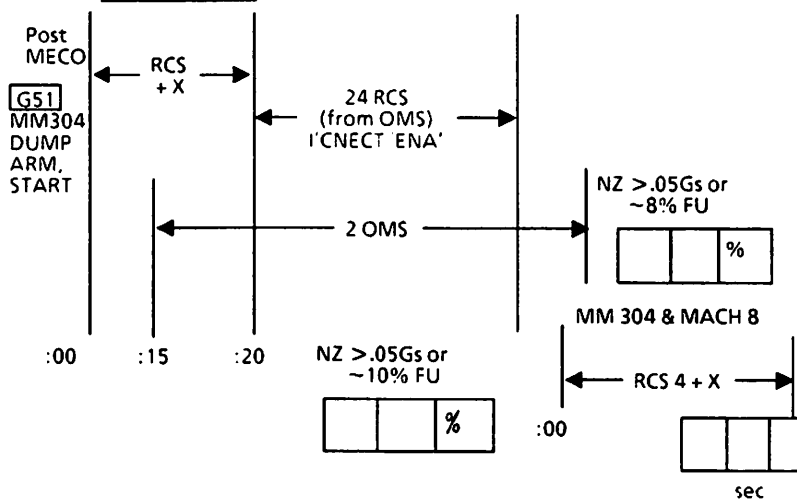 Post
MECO
G51
MM304
DUMP
ARM,
START
RCS
+ X
24 RCS
(from OMS)
I'CNECT 'ENA'
2 OMS
NZ >.05Gs or
~8% FU
%
MM 304 & MACH 8
:00
:15
:20
NZ >.05Gs or
~10% FU
%
:00
RCS 4 + X
sec